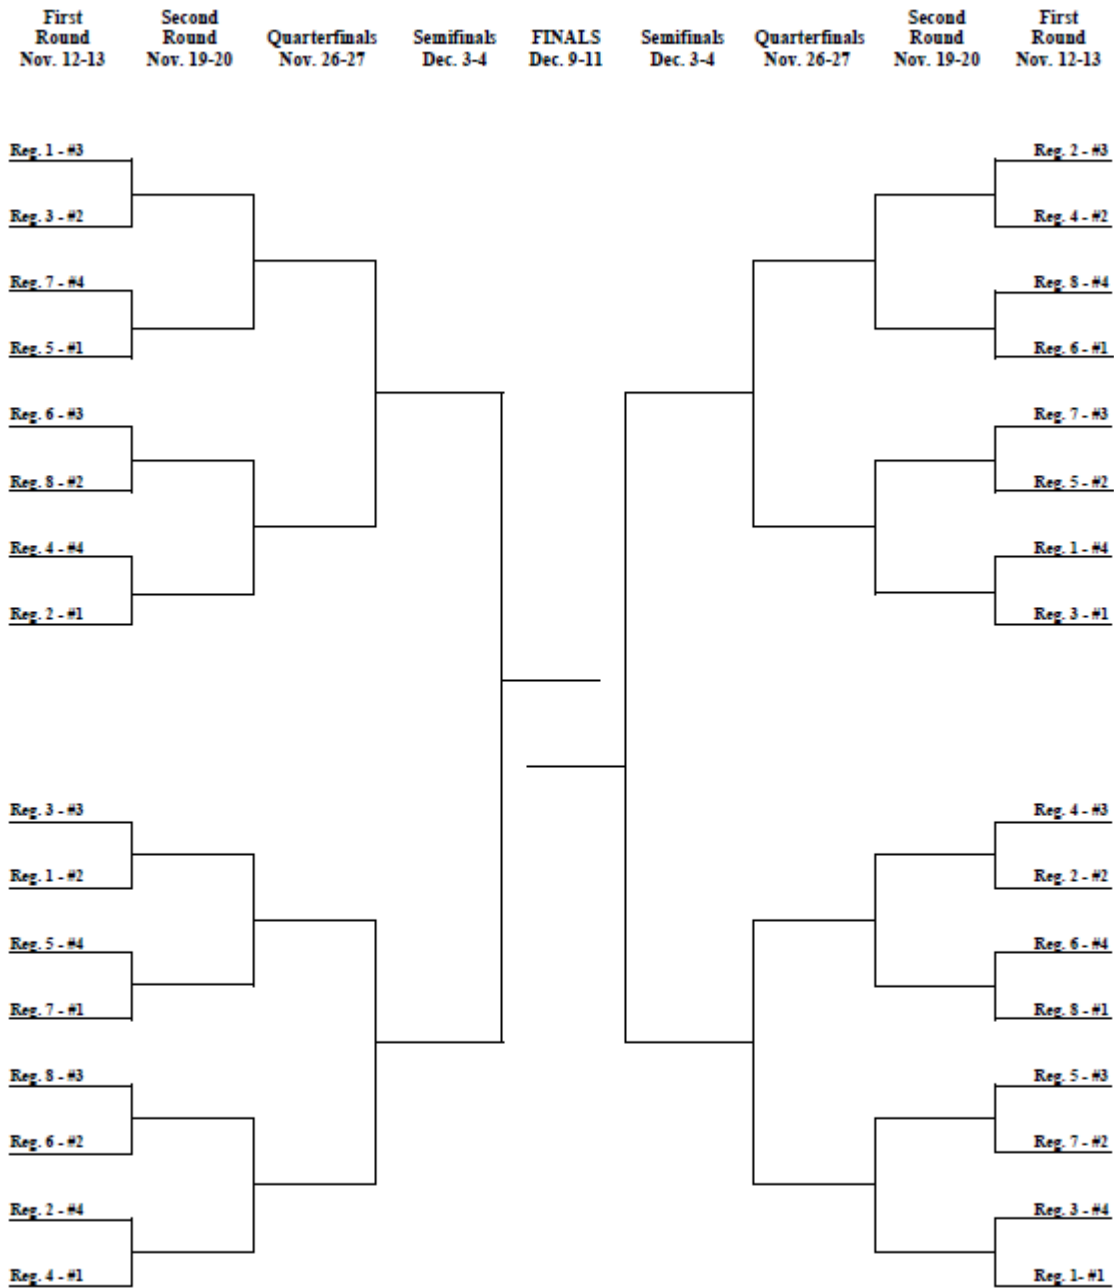 First
Round
Nov. 12-13
Second
Round
Nov. 19-20
Quarterfinals
Nov. 26-27
Semifinals
Dec. 3-4
FINALS
Dec. 9-11
Semifinals
Dec. 3-4
Quarterfinals
Nov. 26-27
Second
Round
Nov. 19-20
First
Round
Nov. 12-13
Reg. 1 - #3
Reg. 3 - #2
Reg. 7 - #4
Reg. 5 - #1
Reg. 6 - #3
Reg. 8 - #2
Reg. 4 - #4
Reg. 2 - #1
Reg. 3 - #3
Reg. 1 - #2
Reg. 5 - #4
Reg. 7 - #1
Reg. 8 - #3
Reg. 6 - #2
Reg. 2 - #4
Reg. 4 - #1
Reg. 2 - #3
Reg. 4 - #2
Reg. 8 - #4
Reg. 6 - #1
Reg. 7 - #3
Reg. 5 - #2
Reg. 1 - #4
Reg. 3 - #1
Reg. 4 - #3
Reg. 2 - #2
Reg. 6 - #4
Reg. 8 - #1
Reg. 5 - #3
Reg. 7 - #2
Reg. 3 - #4
Reg. 1- #1